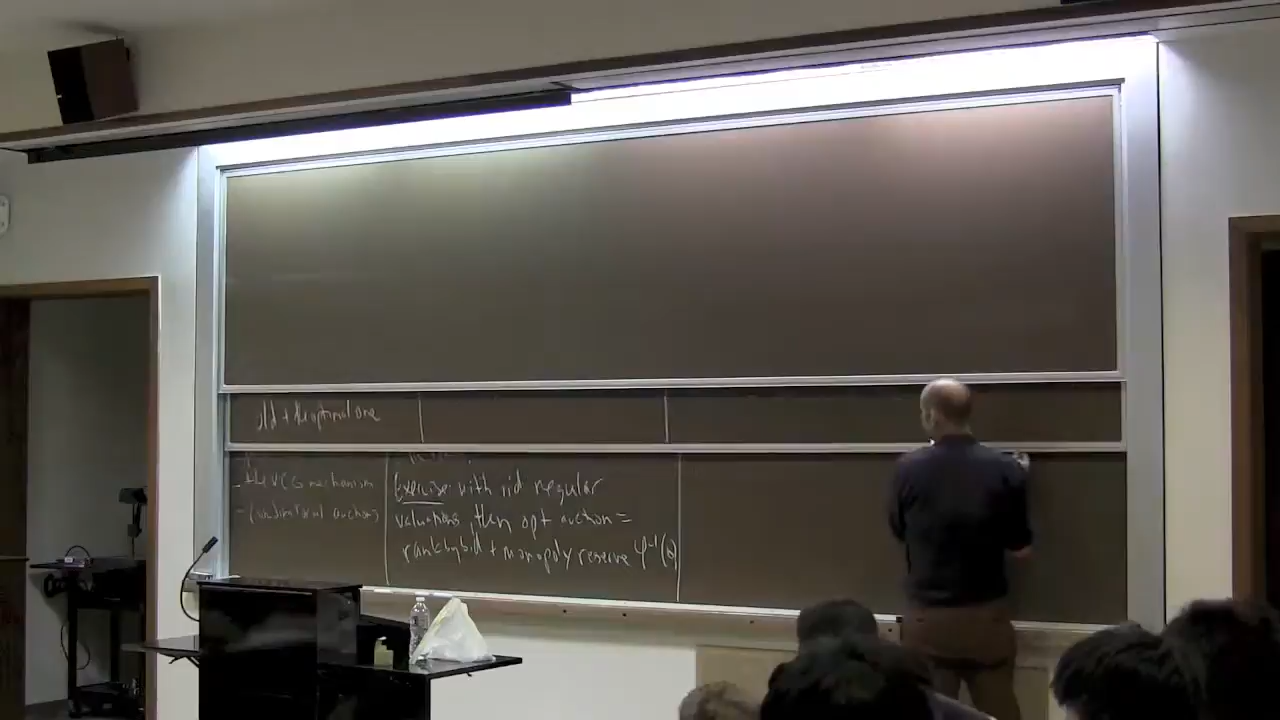 bid + the optimal one
VCG mechanism
- combinatorial auctions
Exercise: with iid regular
valuations, then opt auction =
rank by bid + monopoly reserve φ⁻¹(0)